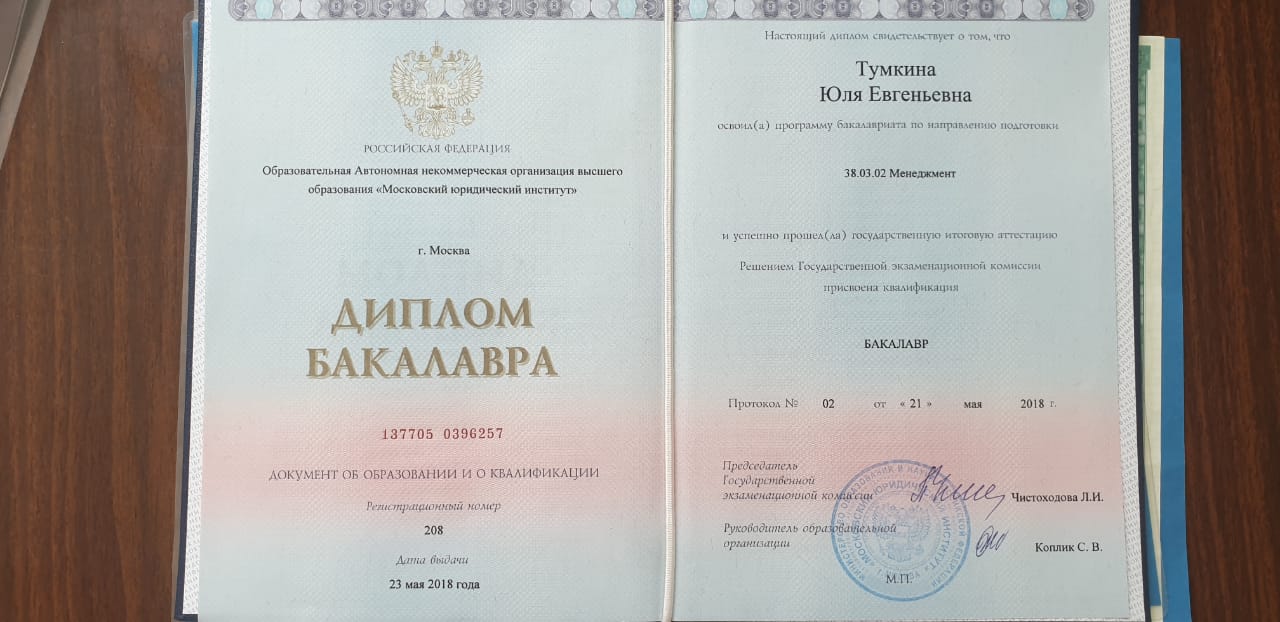 РОССИЙСКАЯ ФЕДЕРАЦИЯ
Образовательная Автономная некоммерческая организация высшего
образования «Московский юридический институт»
г. Москва
ДИПЛОМ
БАКАЛАВРА
137705 0396257
ДОКУМЕНТ ОБ ОБРАЗОВАНИИ И О КВАЛИФИКАЦИИ
Регистрационный номер
208
Дата выдачи
23 мая 2018 года
Настоящий диплом свидетельствует о том, что
Тумкина
Юля Евгеньевна
освоил(а) программу бакалавриата по направлению подготовки
38.03.02 Менеджмент
и успешно прошел(ла) государственную итоговую аттестацию
Решением Государственной экзаменационной комиссии
присвоена квалификация
БАКАЛАВР
Протокол № 02 от « 21 » мая 2018 г.
Председатель
Государственной
экзаменационной комиссии
Чистоходова Л.И.
Руководитель образовательной
организации
Коплик С. В.
М.П.